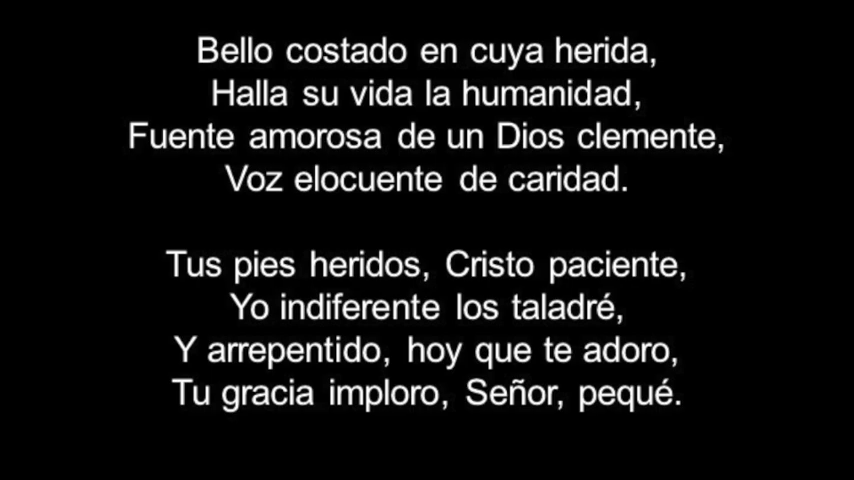 Bello costado en cuya herida,
Halla su vida la humanidad,
Fuente amorosa de un Dios clemente,
Voz elocuente de caridad.
Tus pies heridos, Cristo paciente,
Yo indiferente los taladré,
Y arrepentido, hoy que te adoro,
Tu gracia imploro, Señor, pequé.